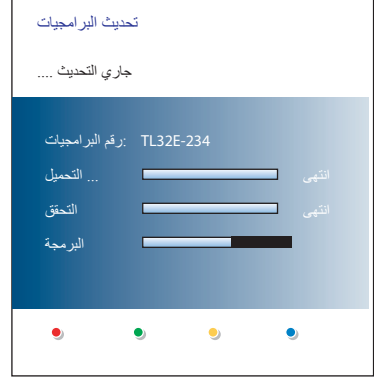 تحديث البرامجيات
جاري التحديث ....
رقم البرامجيات: TL32E-234
التحميل ... انتهى
التحقق انتهى
البرمجة